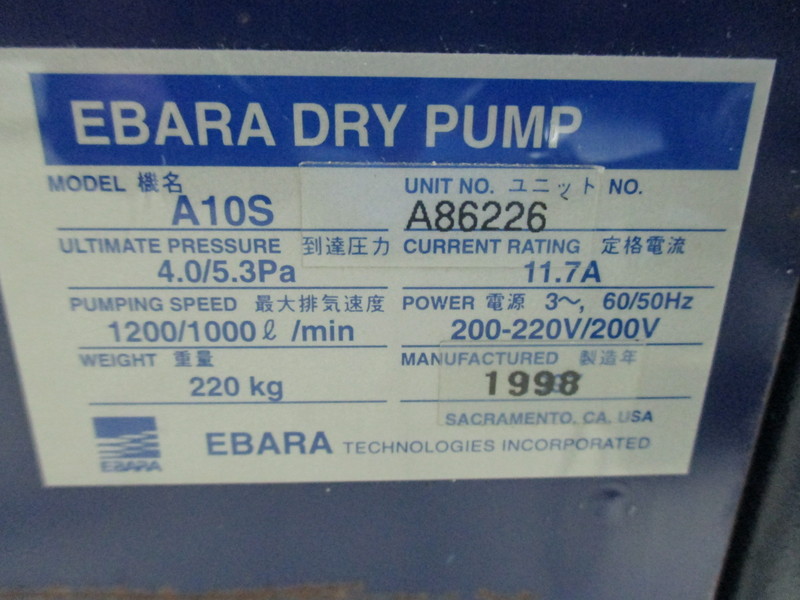 EBARA DRY PUMP
MODEL 機名
A10S
UNIT NO. ユニット NO.
A86226
ULTIMATE PRESSURE 到達圧力
4.0/5.3Pa
CURRENT RATING 定格電流
11.7A
PUMPING SPEED 最大排気速度
1200/1000ℓ /min
POWER 電源 3~, 60/50Hz
200-220V/200V
WEIGHT 重量
220 kg
MANUFACTURED 製造年
1998
SACRAMENTO, CA. USA
EBARA
EBARA TECHNOLOGIES INCORPORATED